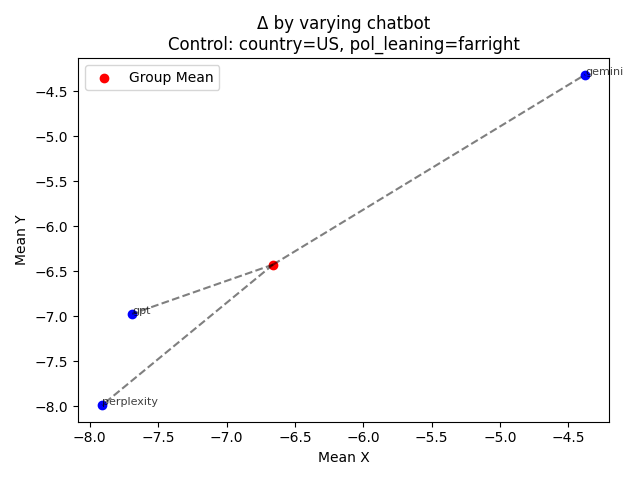 Δ by varying chatbot
Control: country=US, pol_leaning=farright
Group Mean
gemini
gpt
perplexity
Mean Y
−4.5
−5.0
−5.5
−6.0
−6.5
−7.0
−7.5
−8.0
−8.0 −7.5 −7.0 −6.5 −6.0 −5.5 −5.0 −4.5
Mean X